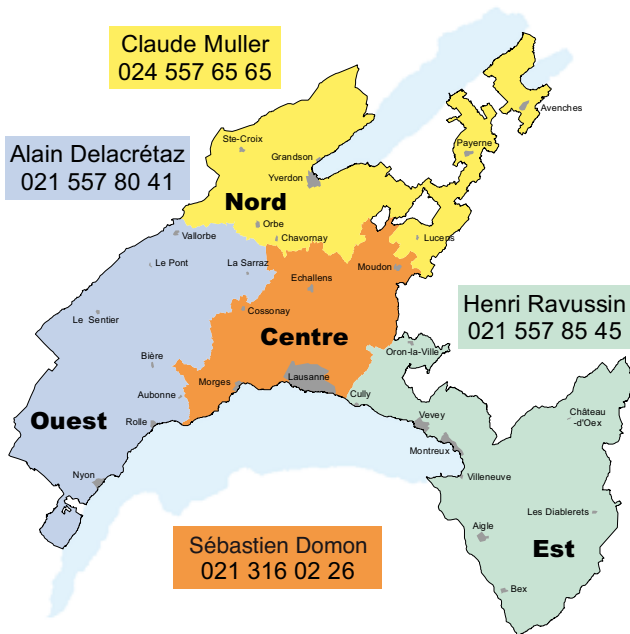 Claude Muller
024 557 65 65
Avenches
Ste-Croix
Payerne
Alain Delacrétaz
021 557 80 41
Grandson
Yverdon
Nord
Orbe
Vallorbe
Chavornay
Lucens
Le Pont
La Sarraz
Moudon
Echallens
Henri Ravussin
021 557 85 45
Le Sentier
Cossonay
Centre
Oron-la-Ville
Bière
Lausanne
Morges
Aubonne
Cully
Ouest
Rolle
Vevey
Château
-d'Oex
Montreux
Nyon
Villeneuve
Les Diablerets
Aigle
Sébastien Domon
021 316 02 26
Est
Bex